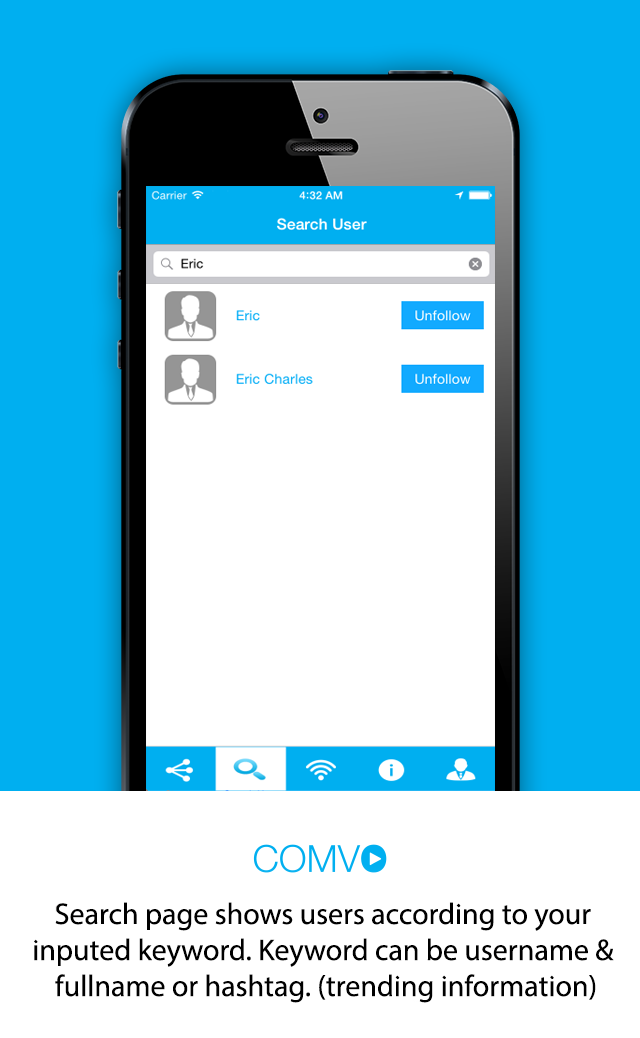 Carrier 4:32 AM
Search User
Eric
Eric Unfollow
Eric Charles Unfollow
COMVO
Search page shows users according to your
inputed keyword. Keyword can be username &
fullname or hashtag. (trending information)